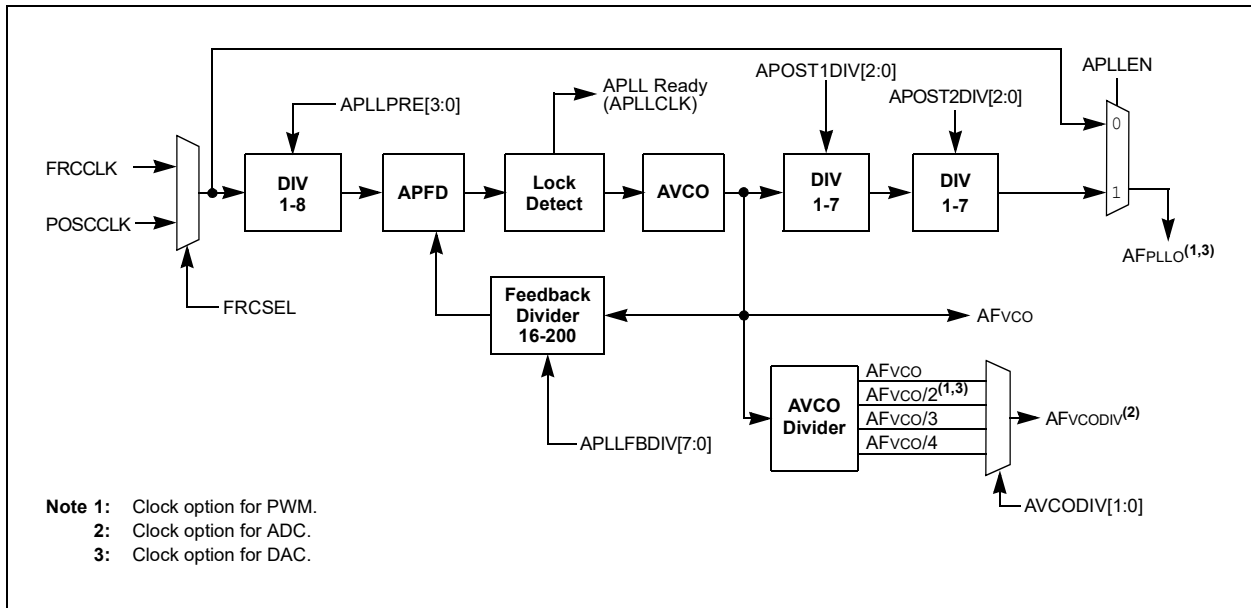 APLLEN
APOST1DIV[2:0]
APLL Ready
(APLLCLK)
APOST2DIV[2:0]
APLLPRE[3:0]
0
FRCCLK
POSCCLK
DIV
1-8
APFD
Lock
Detect
AVCO
DIV
1-7
DIV
1-7
1
AFPLLO(1,3)
FRCSEL
Feedback
Divider
16-200
AFVCO
AVCO
Divider
AFVCO
AFVCO/2(1,3)
AFVCO/3
AFVCO/4
AFVCODIV(2)
APLLFBDIV[7:0]
AVCODIV[1:0]
Note 1: Clock option for PWM.
2: Clock option for ADC.
3: Clock option for DAC.